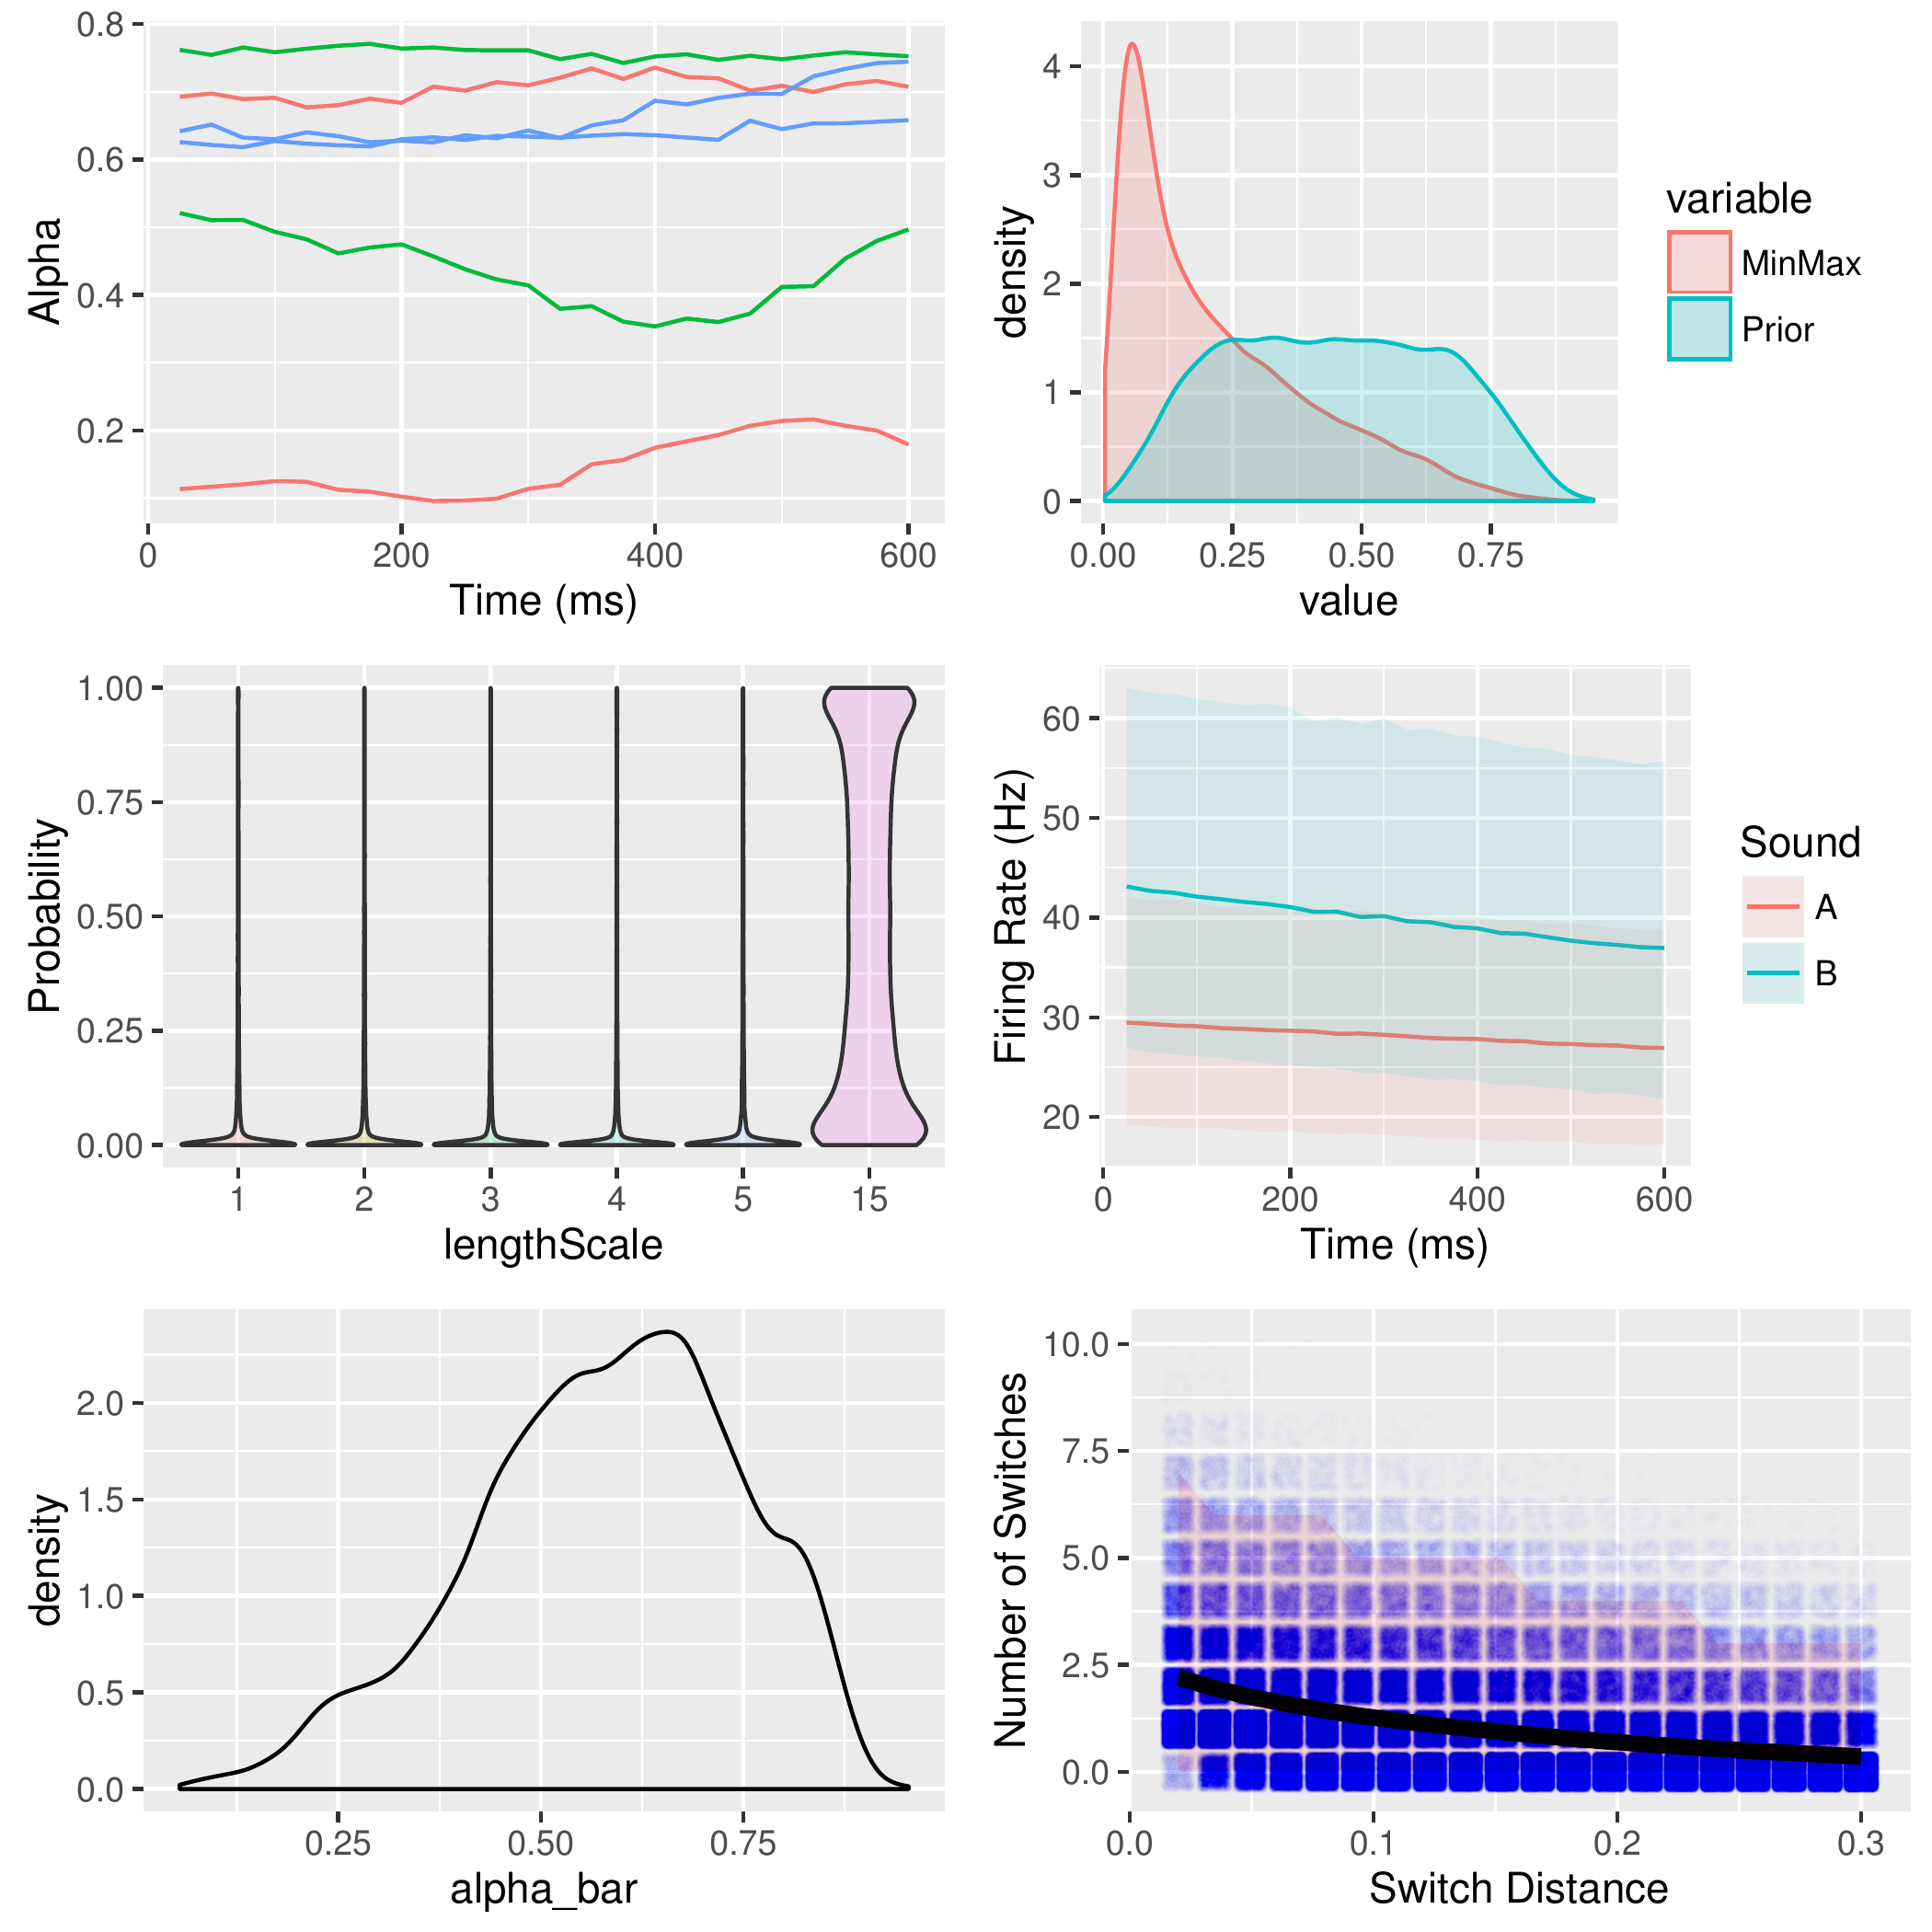 Alpha
0.8
0.6
0.4
0.2
0 200 400 600
Time (ms)
density
4
3
2
1
0
0.00 0.25 0.50 0.75
value
variable
MinMax
Prior
Probability
1.00
0.75
0.50
0.25
0.00
1 2 3 4 5 15
lengthScale
Firing Rate (Hz)
60
50
40
30
20
0 200 400 600
Time (ms)
Sound
A
B
density
2.0
1.5
1.0
0.5
0.0
0.25 0.50 0.75
alpha_bar
Number of Switches
10.0
7.5
5.0
2.5
0.0
0.0 0.1 0.2 0.3
Switch Distance